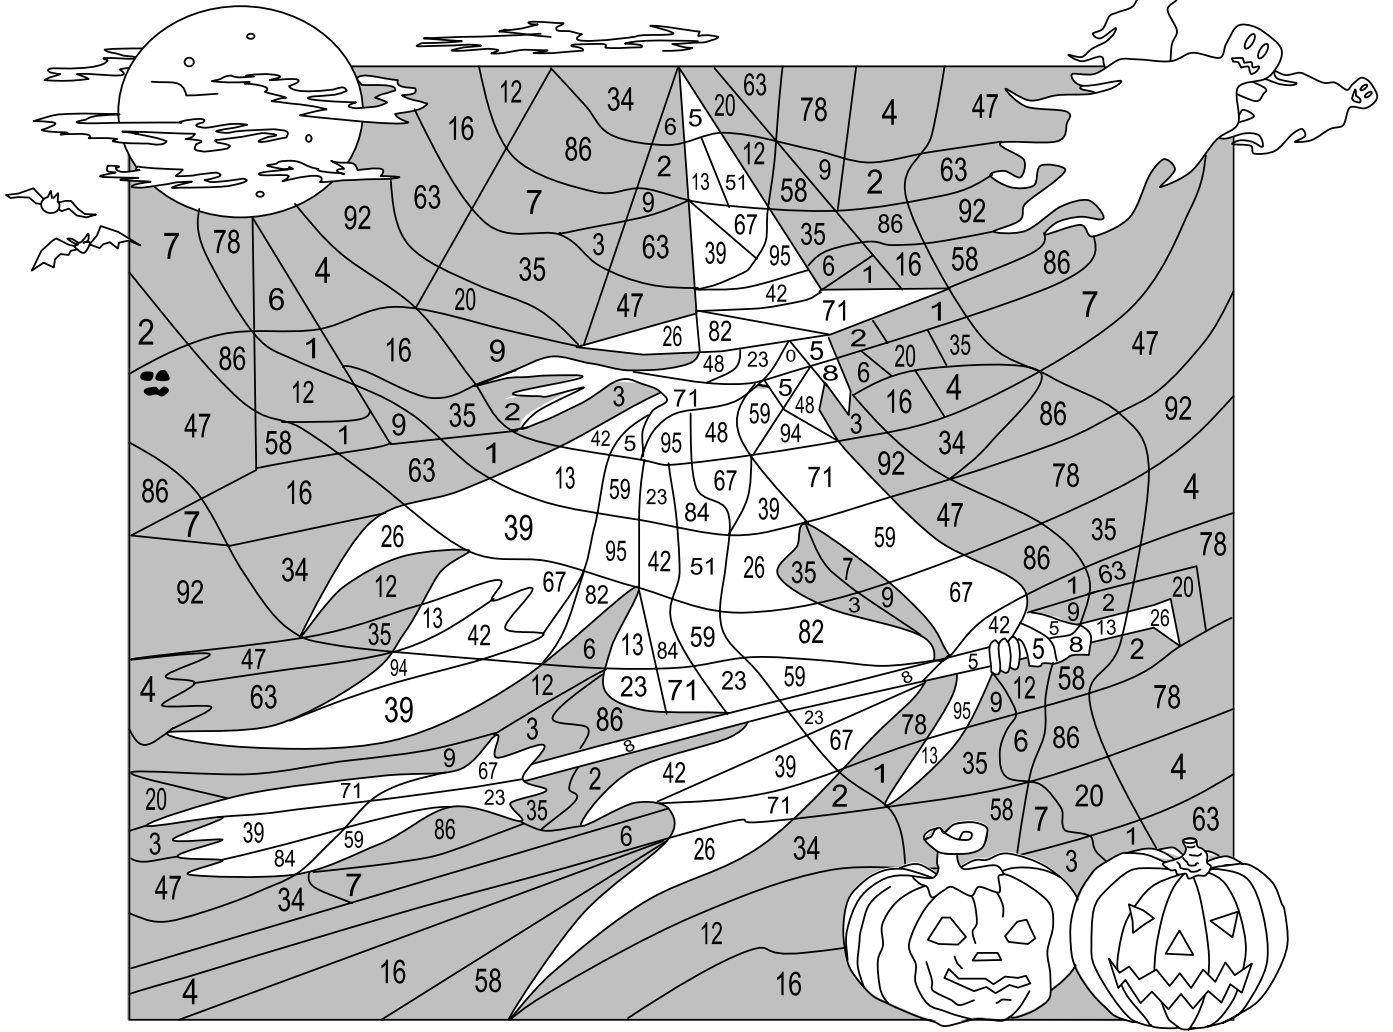 12 34 63
16 6 5 20 78 4 47
86 2 12 9 63
13 51 58 2
63 7 9 92
92 67 35 86
7 78 3 63 39 95 58 86
4 35 6 1 16
6 20 47 42 71 1 7
2 26 82 2 35 47
86 1 16 9 48 23 0 5 20
12 3 71 5 8 6 4
47 9 35 2 59 48 3 16 86 92
58 1 42 5 95 48 94 34
1 63 13 67 71 92 78
86 16 59 23 84 39 4
7 26 39 59 47 35
95 42 51 26 35 7 86 78
92 34 12 67 82 3 9 67 1 63 20
35 13 42 13 84 59 82 42 9 2 26
47 94 6 5 5 8 13 2
4 63 12 23 71 23 59 8 5 12 58
39 86 23 95 9 78
3 8 67 78 6 86
9 67 42 39 13 35 4
71 23 2 1
20 35 71 2 58 7 20
3 39 59 86 6 1 63
84 26 34 3
47 34 7
12
16 58 16
4